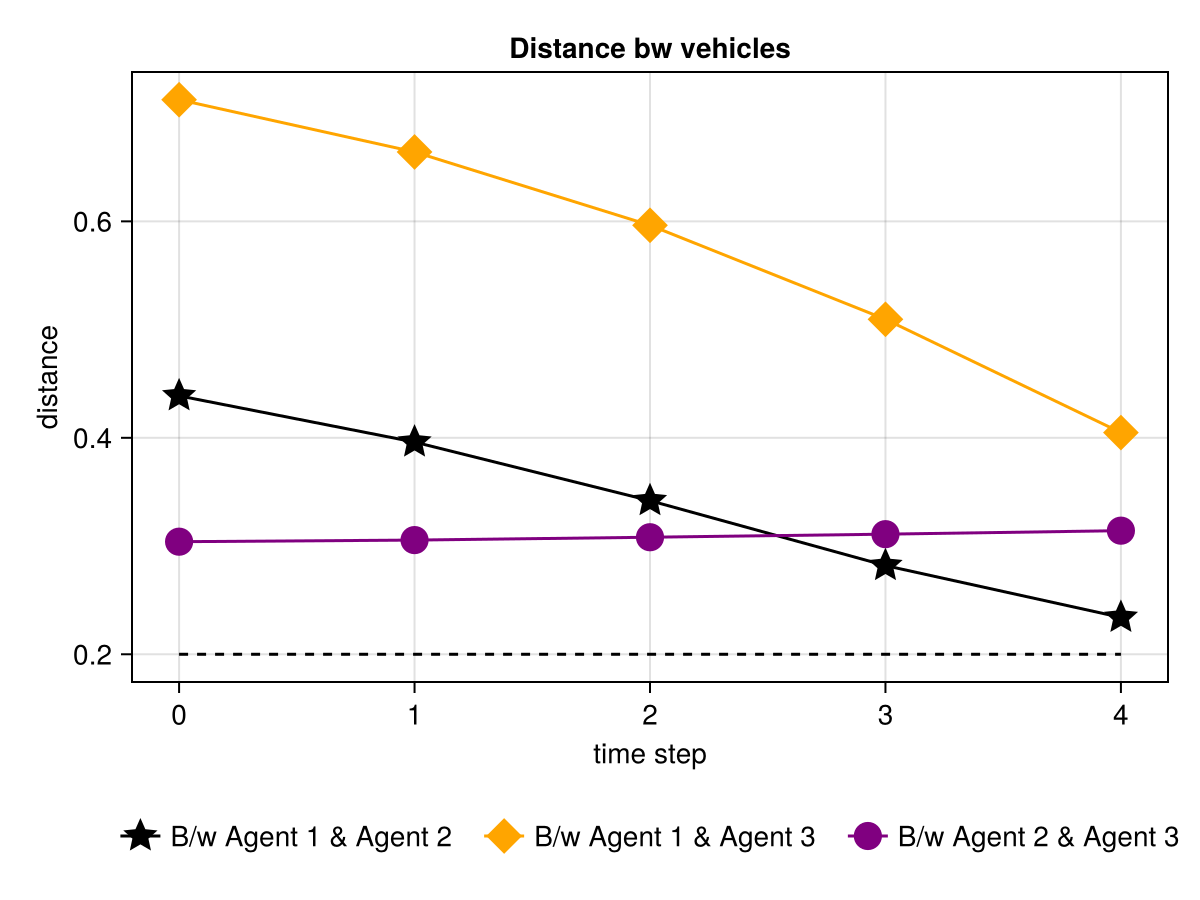 Distance bw vehicles
distance
0.6
0.4
0.2
0 1 2 3 4
time step
B/w Agent 1 & Agent 2 B/w Agent 1 & Agent 3 B/w Agent 2 & Agent 3